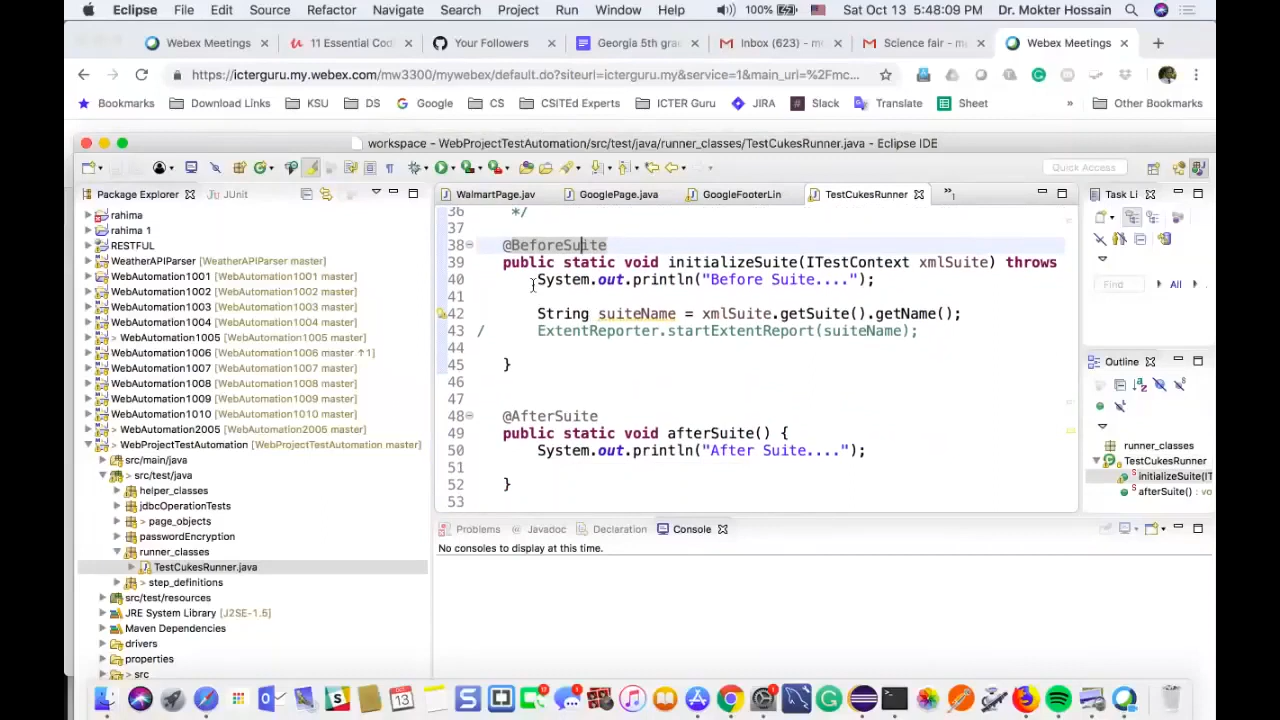 Eclipse File Edit Source Refactor Navigate Search Project Run Window Help 100% Sat Oct 13 5:48:09 PM Dr. Mokter Hossain
Webex Meetings 11 Essential Cod Your Followers Georgia 5th grad Inbox (623) - m Science fair - m Webex Meetings
https://icterguru.my.webex.com/mw3300/mywebex/default.do?siteurl=icterguru.my&service=1&main_url=%2Fmc...
Bookmarks Download Links KSU DS Google CS CSITEd Experts ICTER Guru JIRA Slack Translate Sheet » Other Bookmarks
workspace - WebProjectTestAutomation/src/test/java/runner_classes/TestCukesRunner.java - Eclipse IDE
Quick Access
Package Explorer JUnit
WalmartPage.jav GooglePage.java GoogleFooterLin TestCukesRunner »1
Task Li
rahima
rahima 1
RESTFUL
WeatherAPIParser [WeatherAPIParser master]
WebAutomation1001 [WebAutomation1001 master]
WebAutomation1002 [WebAutomation1002 master]
WebAutomation1003 [WebAutomation1003 master]
WebAutomation1004 [WebAutomation1004 master]
> WebAutomation1005 [WebAutomation1005 master]
WebAutomation1006 [WebAutomation1006 master ↑1]
WebAutomation1007 [WebAutomation1007 master]
WebAutomation1008 [WebAutomation1008 master]
WebAutomation1009 [WebAutomation1009 master]
WebAutomation1010 [WebAutomation1010 master]
> WebAutomation2005 [WebAutomation2005 master]
> WebProjectTestAutomation [WebProjectTestAutomation master]
src/main/java
> src/test/java
helper_classes
jdbcOperationTests
> page_objects
passwordEncryption
runner_classes
TestCukesRunner.java
> step_definitions
src/test/resources
JRE System Library [J2SE-1.5]
Maven Dependencies
drivers
properties
> src
36 */
37
38 @BeforeSuite
39 public static void initializeSuite(ITestContext xmlSuite) throws
40 System.out.println("Before Suite....");
41
42 String suiteName = xmlSuite.getSuite().getName();
43 / ExtentReporter.startExtentReport(suiteName);
44
45 }
46
47
48 @AfterSuite
49 public static void afterSuite() {
50 System.out.println("After Suite....");
51
52 }
53
Find All
Outline
runner_classes
TestCukesRunner
initializeSuite(IT
afterSuite() : vo
Problems Javadoc Declaration Console
No consoles to display at this time.